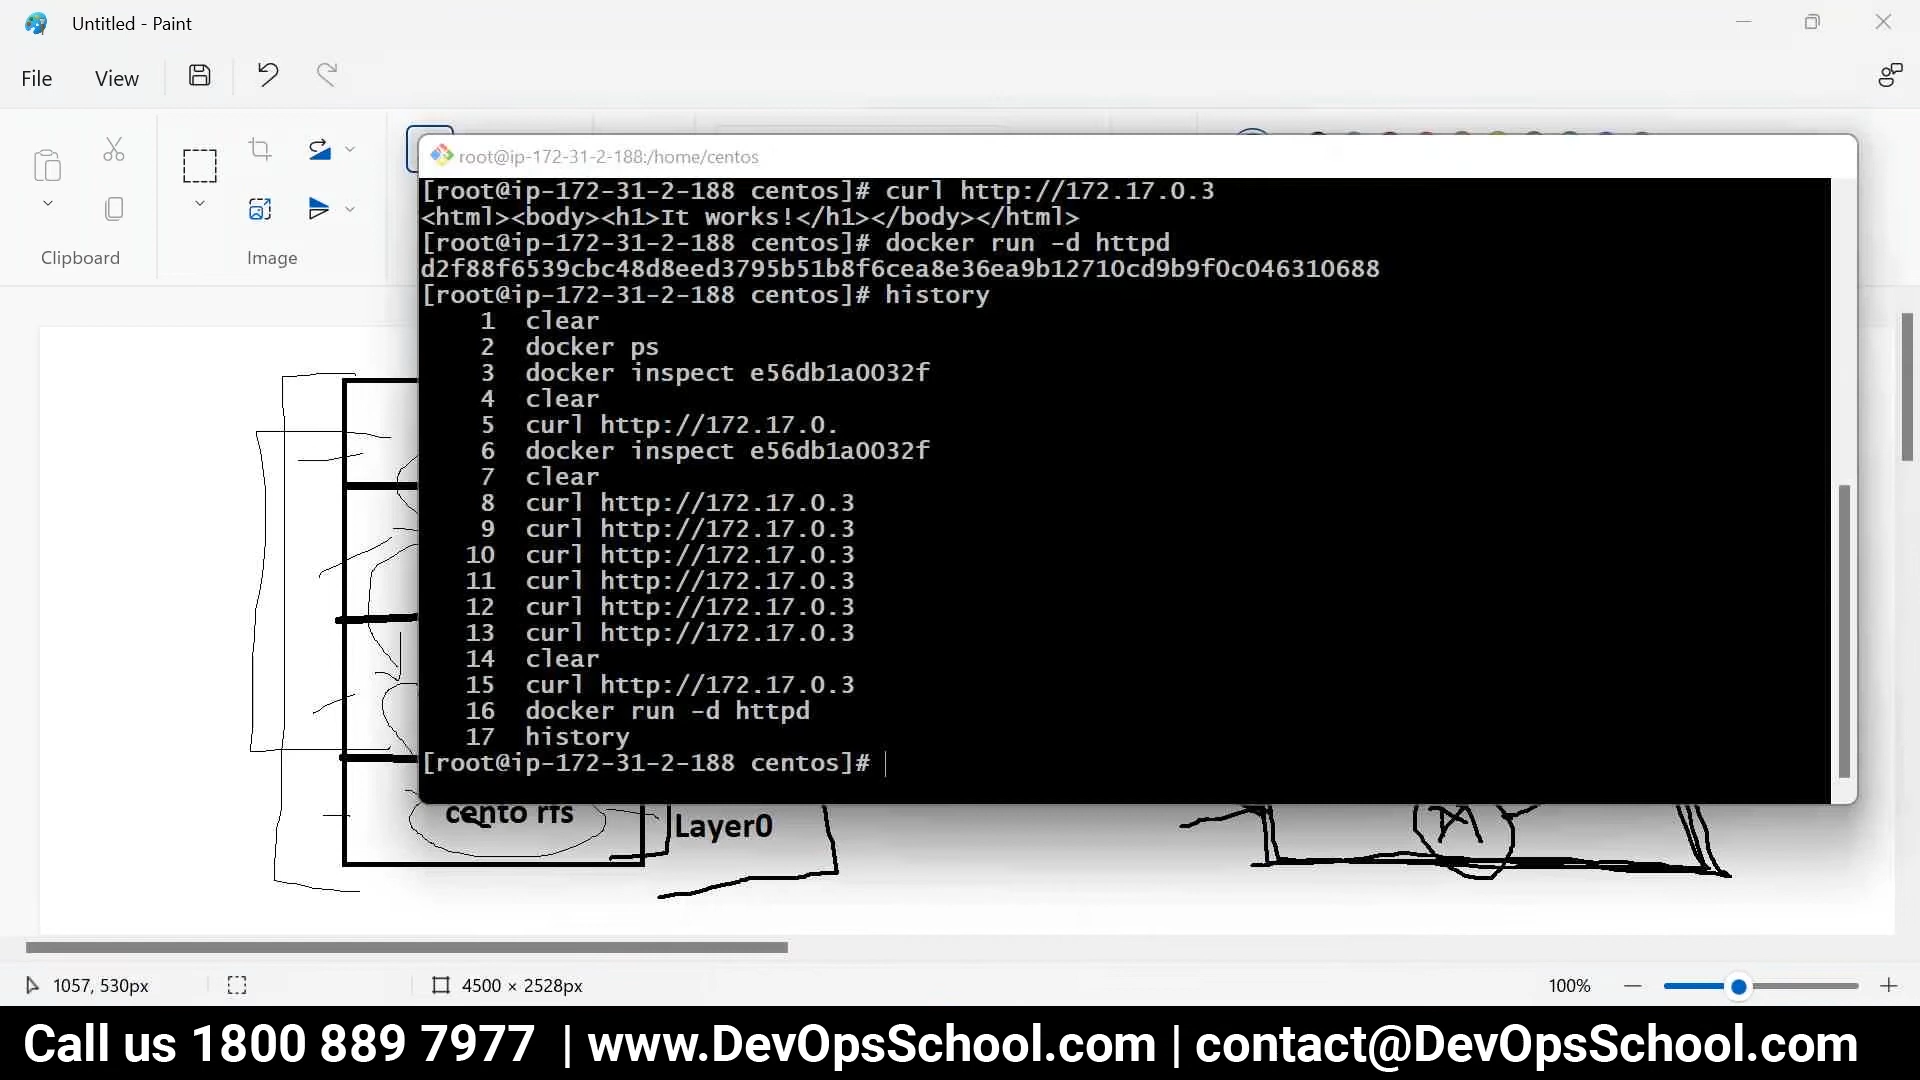 Untitled - Paint
File View
Clipboard
Image
root@ip-172-31-2-188:/home/centos
[root@ip-172-31-2-188 centos]# curl http://172.17.0.3
<html><body><h1>It works!</h1></body></html>
[root@ip-172-31-2-188 centos]# docker run -d httpd
d2f88f6539cbc48d8eed3795b51b8f6cea8e36ea9b12710cd9b9f0c046310688
[root@ip-172-31-2-188 centos]# history
1 clear
2 docker ps
3 docker inspect e56db1a0032f
4 clear
5 curl http://172.17.0.
6 docker inspect e56db1a0032f
7 clear
8 curl http://172.17.0.3
9 curl http://172.17.0.3
10 curl http://172.17.0.3
11 curl http://172.17.0.3
12 curl http://172.17.0.3
13 curl http://172.17.0.3
14 clear
15 curl http://172.17.0.3
16 docker run -d httpd
17 history
[root@ip-172-31-2-188 centos]#
cento rfs
Layer0
1057, 530px
4500 × 2528px
100%
Call us 1800 889 7977 | www.DevOpsSchool.com | contact@DevOpsSchool.com